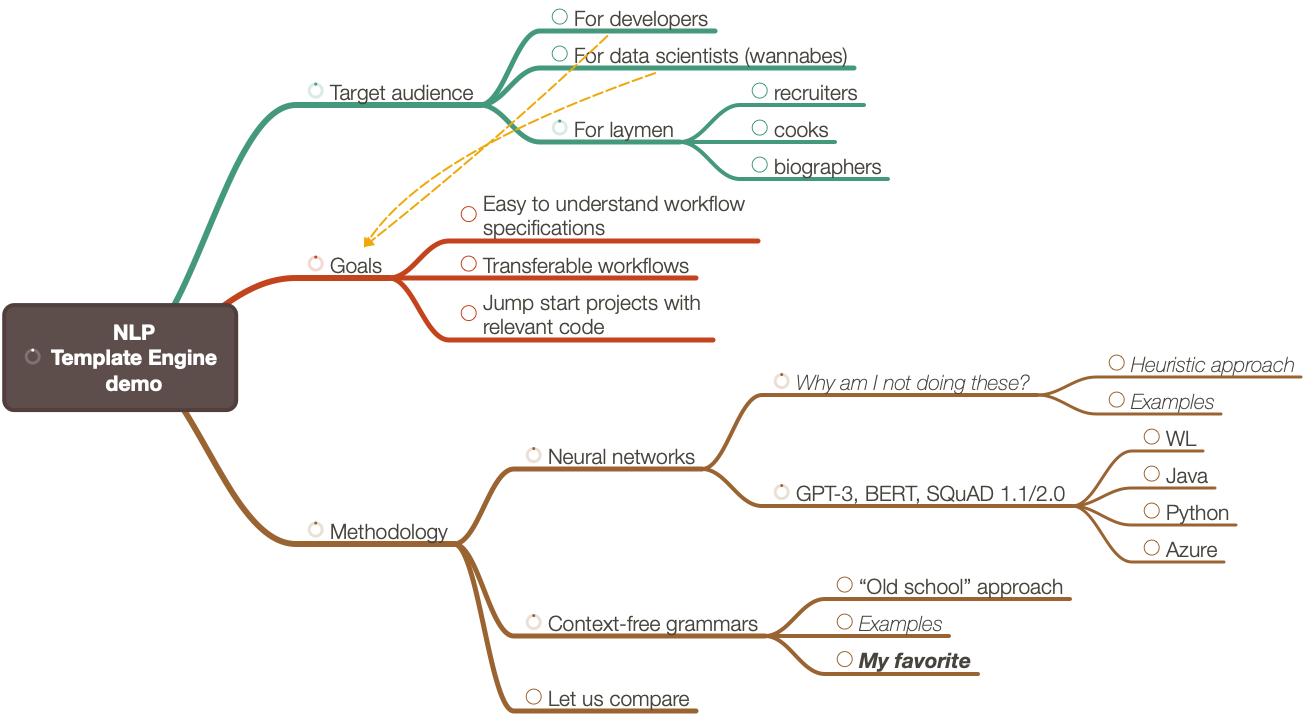 For developers
For data scientists (wannabes)
Target audience
recruiters
For laymen
cooks
biographers
Easy to understand workflow
specifications
Goals
Transferable workflows
Jump start projects with
relevant code
NLP
Template Engine
demo
Heuristic approach
Why am I not doing these?
Examples
WL
Neural networks
Java
GPT-3, BERT, SQuAD 1.1/2.0
Python
Methodology
Azure
“Old school” approach
Context-free grammars
Examples
My favorite
Let us compare